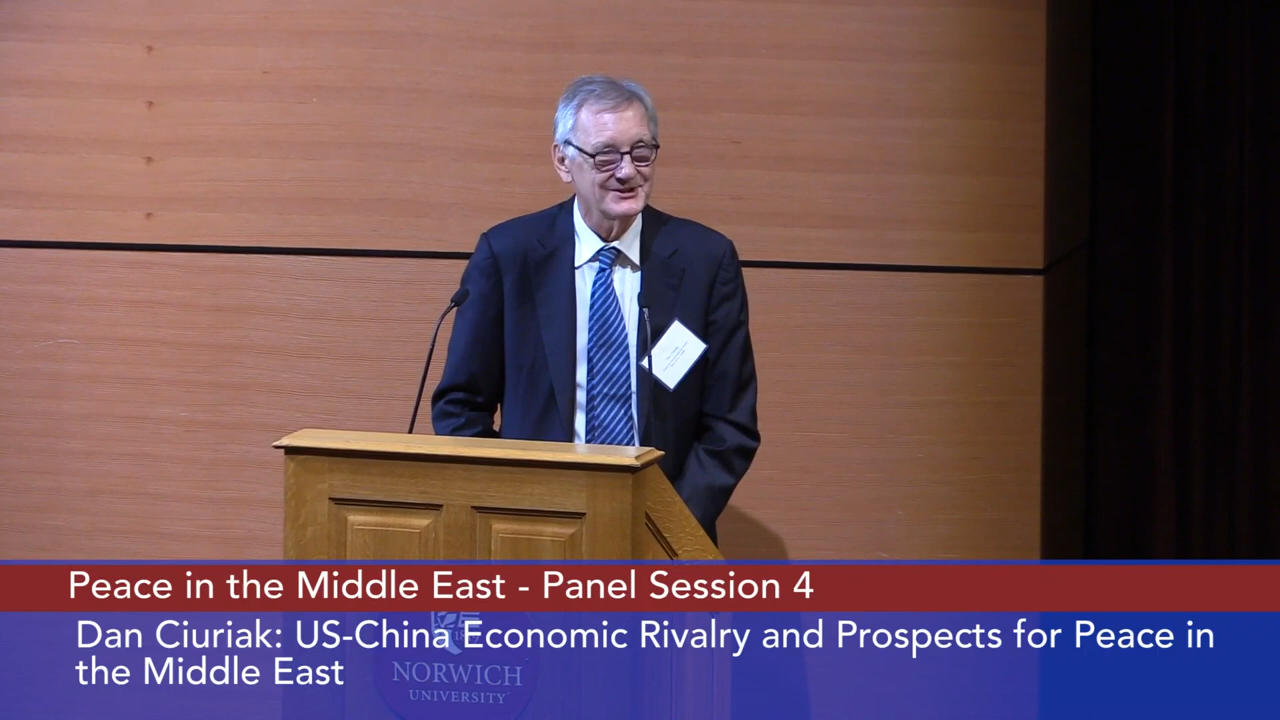 Peace in the Middle East - Panel Session 4
Dan Ciuriak: US-China Economic Rivalry and Prospects for Peace in
the Middle East
NORWICH
UNIVERSITY